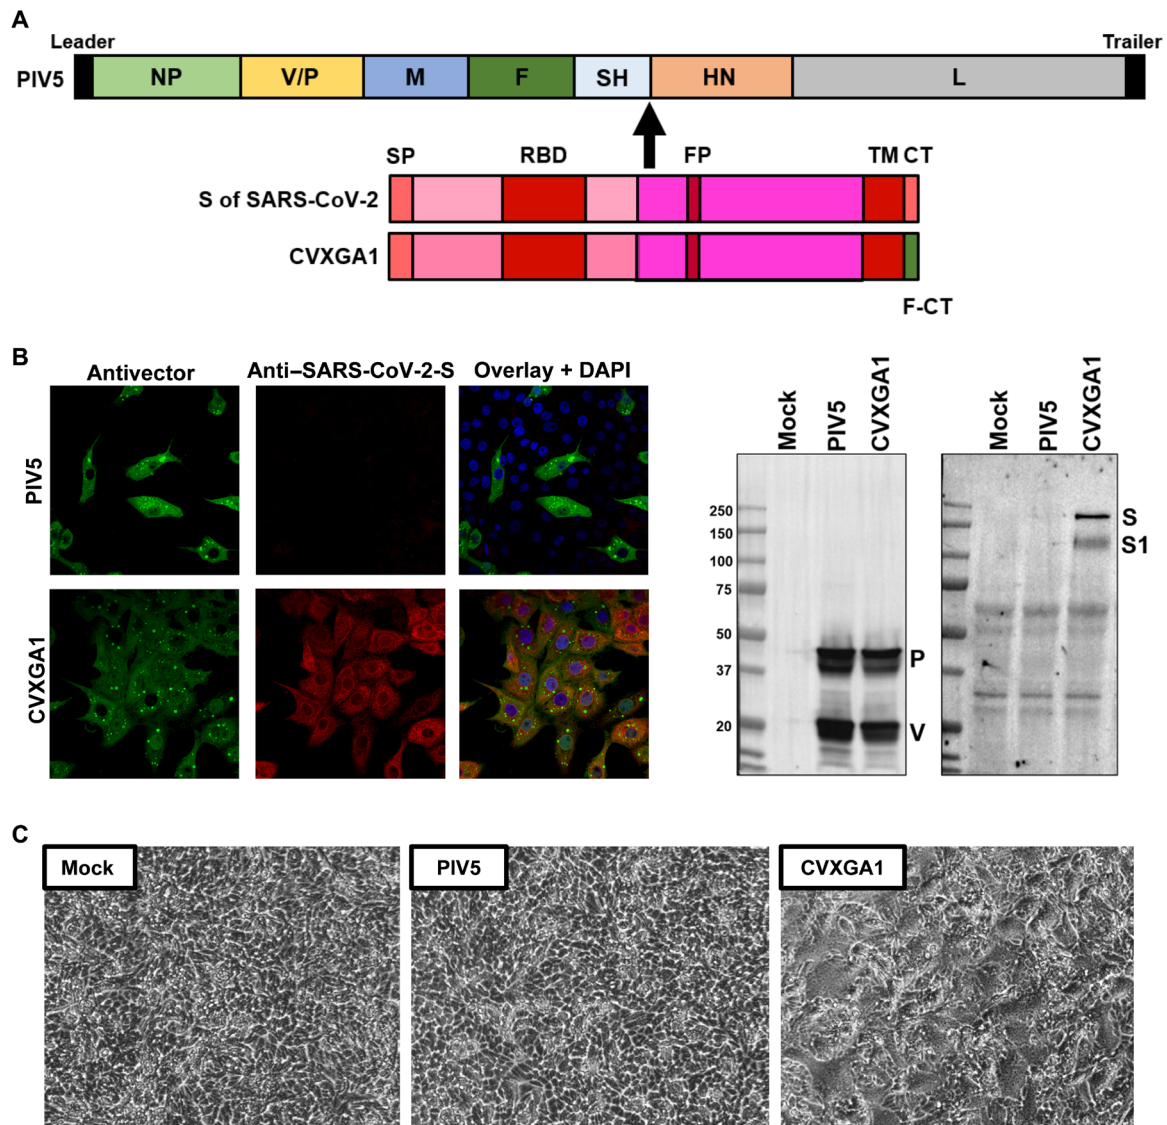 A
Leader
Trailer
PIV5
NP
V/P
M
F
SH
HN
L
SP
RBD
FP
TM CT
S of SARS-CoV-2
CVXGA1
F-CT
B
Antivector
Anti–SARS-CoV-2-S
Overlay + DAPI
PIV5
CVXGA1
Mock
PIV5
CVXGA1
250
150
100
75
50
37
20
P
V
Mock
PIV5
CVXGA1
S
S1
C
Mock
PIV5
CVXGA1